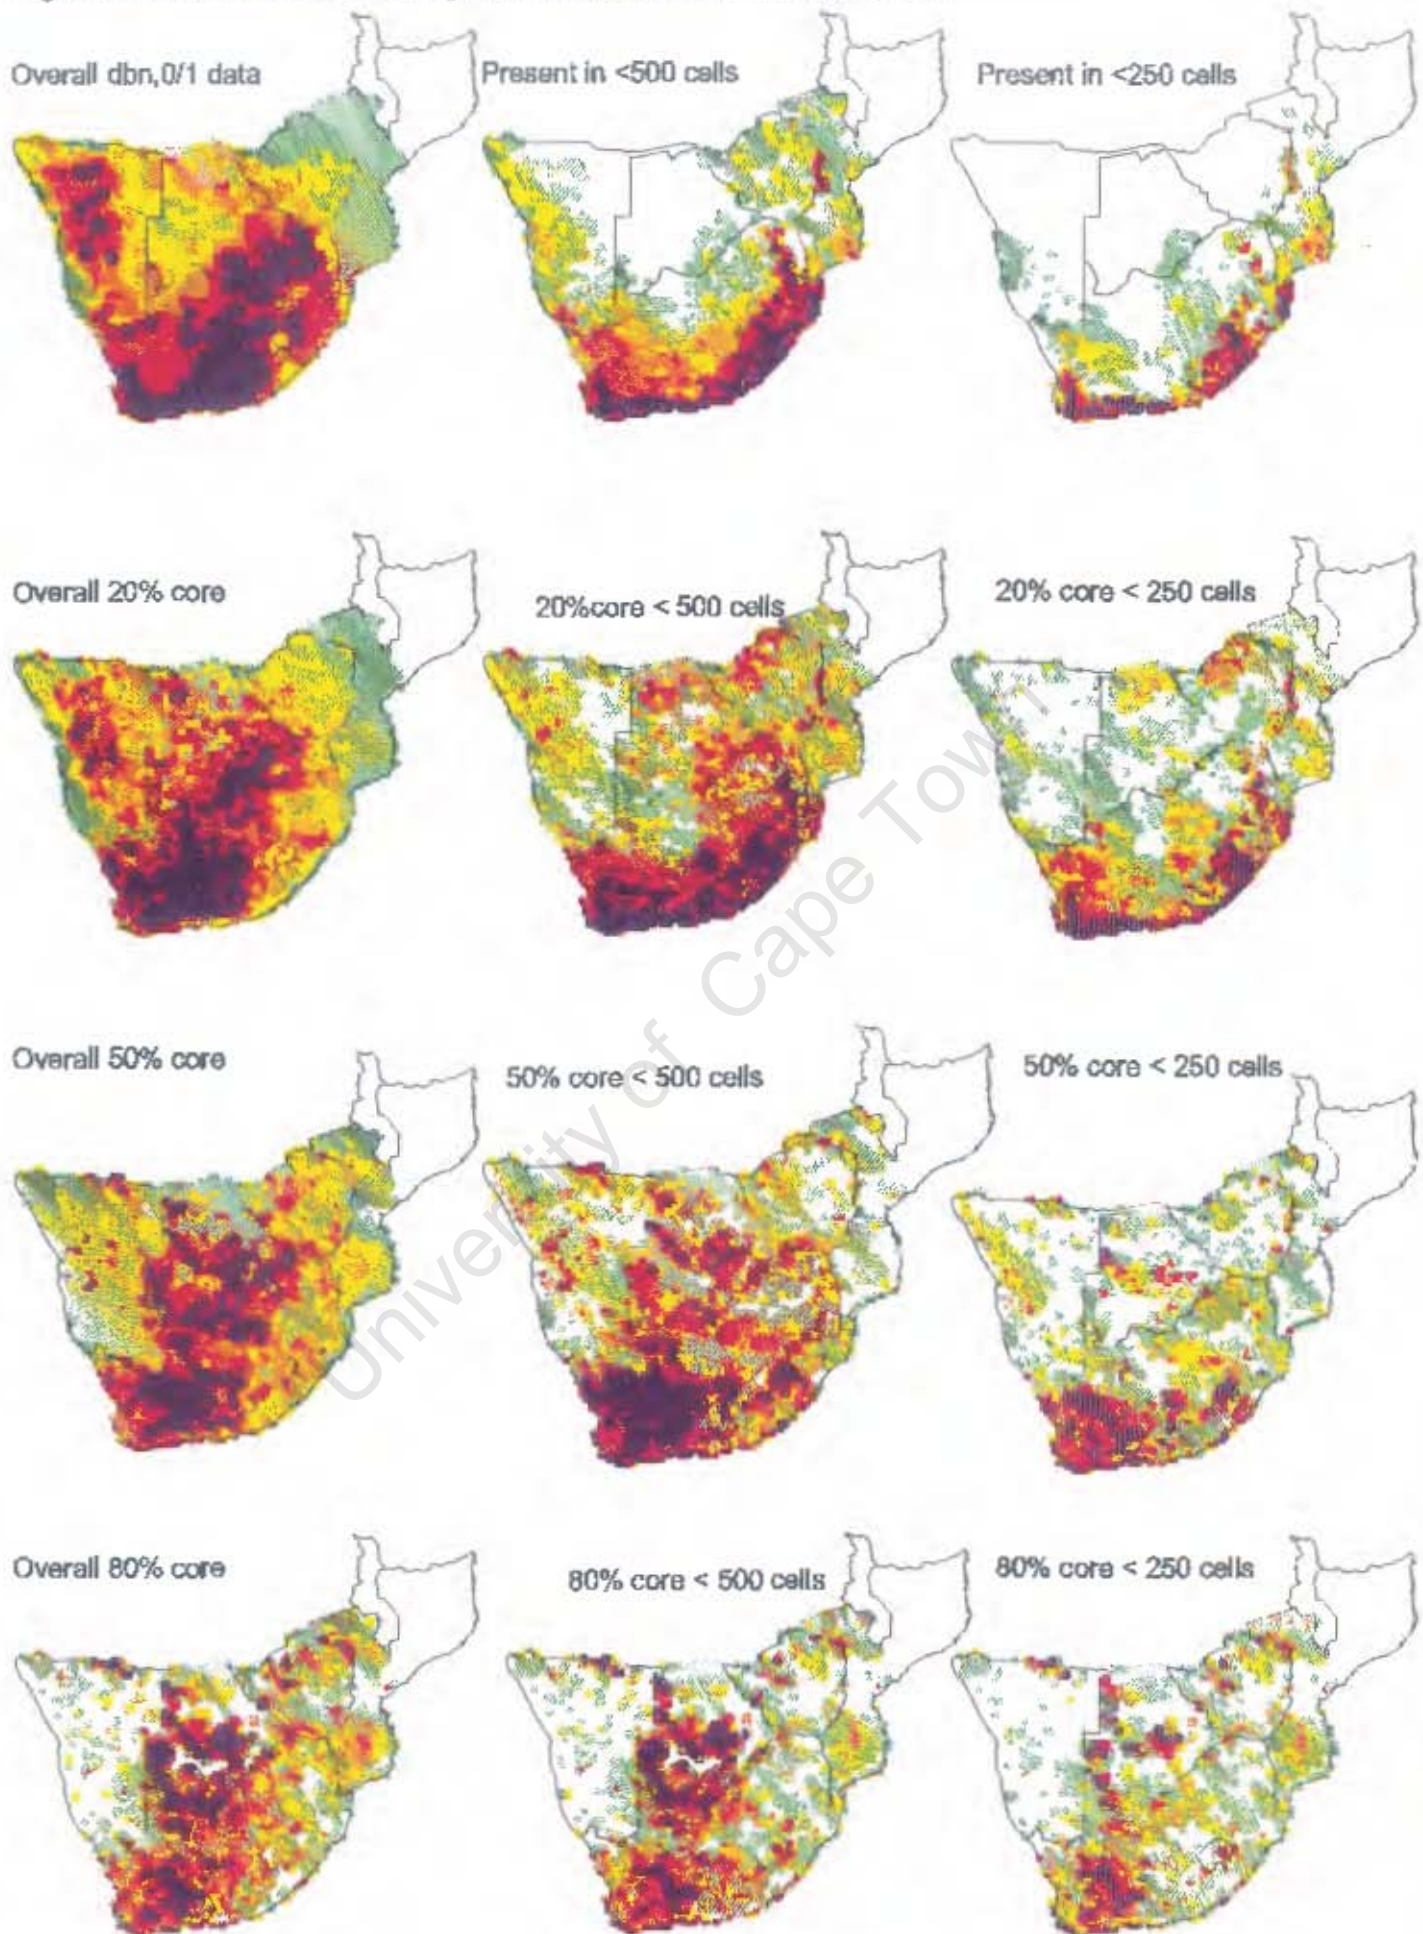 Overall dbn,0/1 data
Present in <500 cells
Present in <250 cells
Overall 20% core
20%core < 500 cells
20% core < 250 cells
Overall 50% core
50% core < 500 cells
50% core < 250 cells
Overall 80% core
80% core < 500 cells
80% core < 250 cells
University of Cape Town